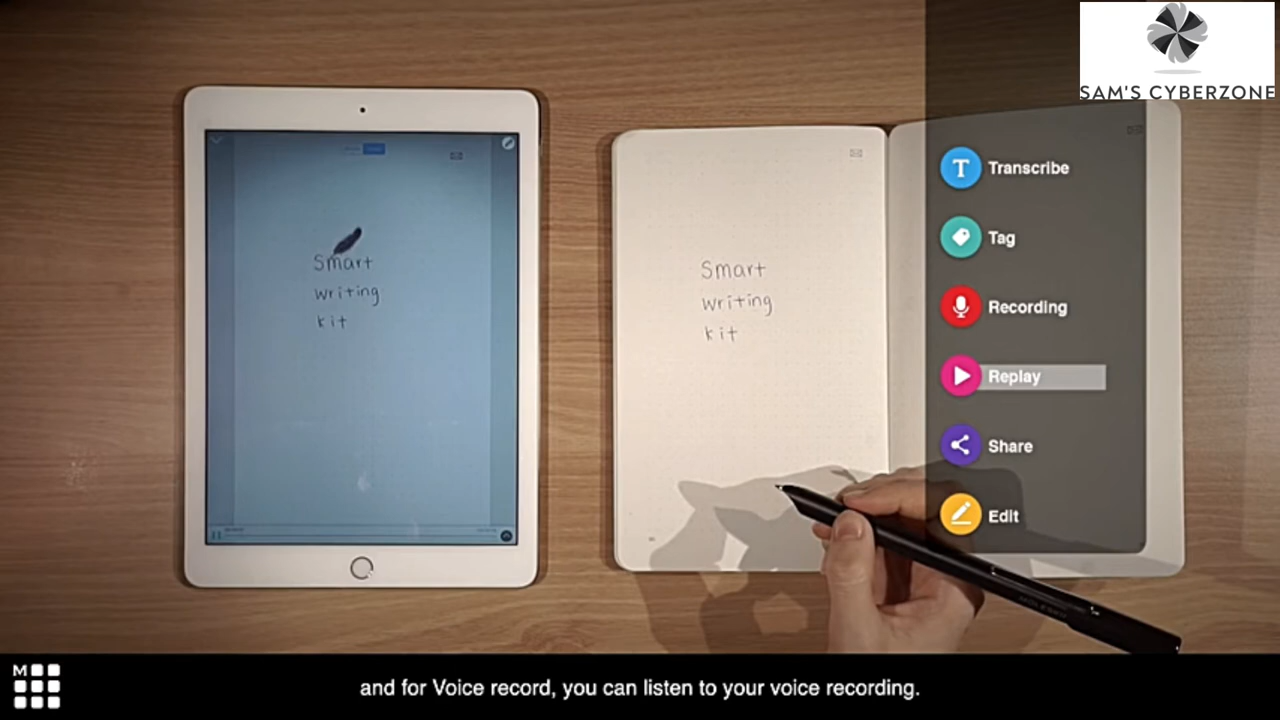 SAM'S CYBERZONE
Smart
writing
kit
Smart
writing
kit
Transcribe
Tag
Recording
Replay
Share
Edit
M
and for Voice record, you can listen to your voice recording.